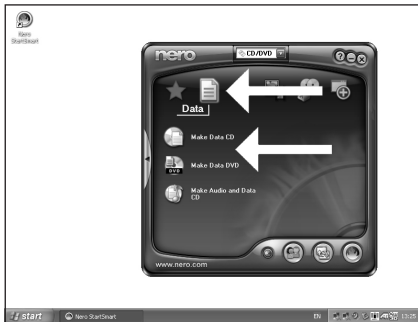 Nero
StartSmart
nero
CD/DVD
Data
Make Data CD
DVD
Make Data DVD
Make Audio and Data
CD
www.nero.com
start
Nero StartSmart
EN
13:25